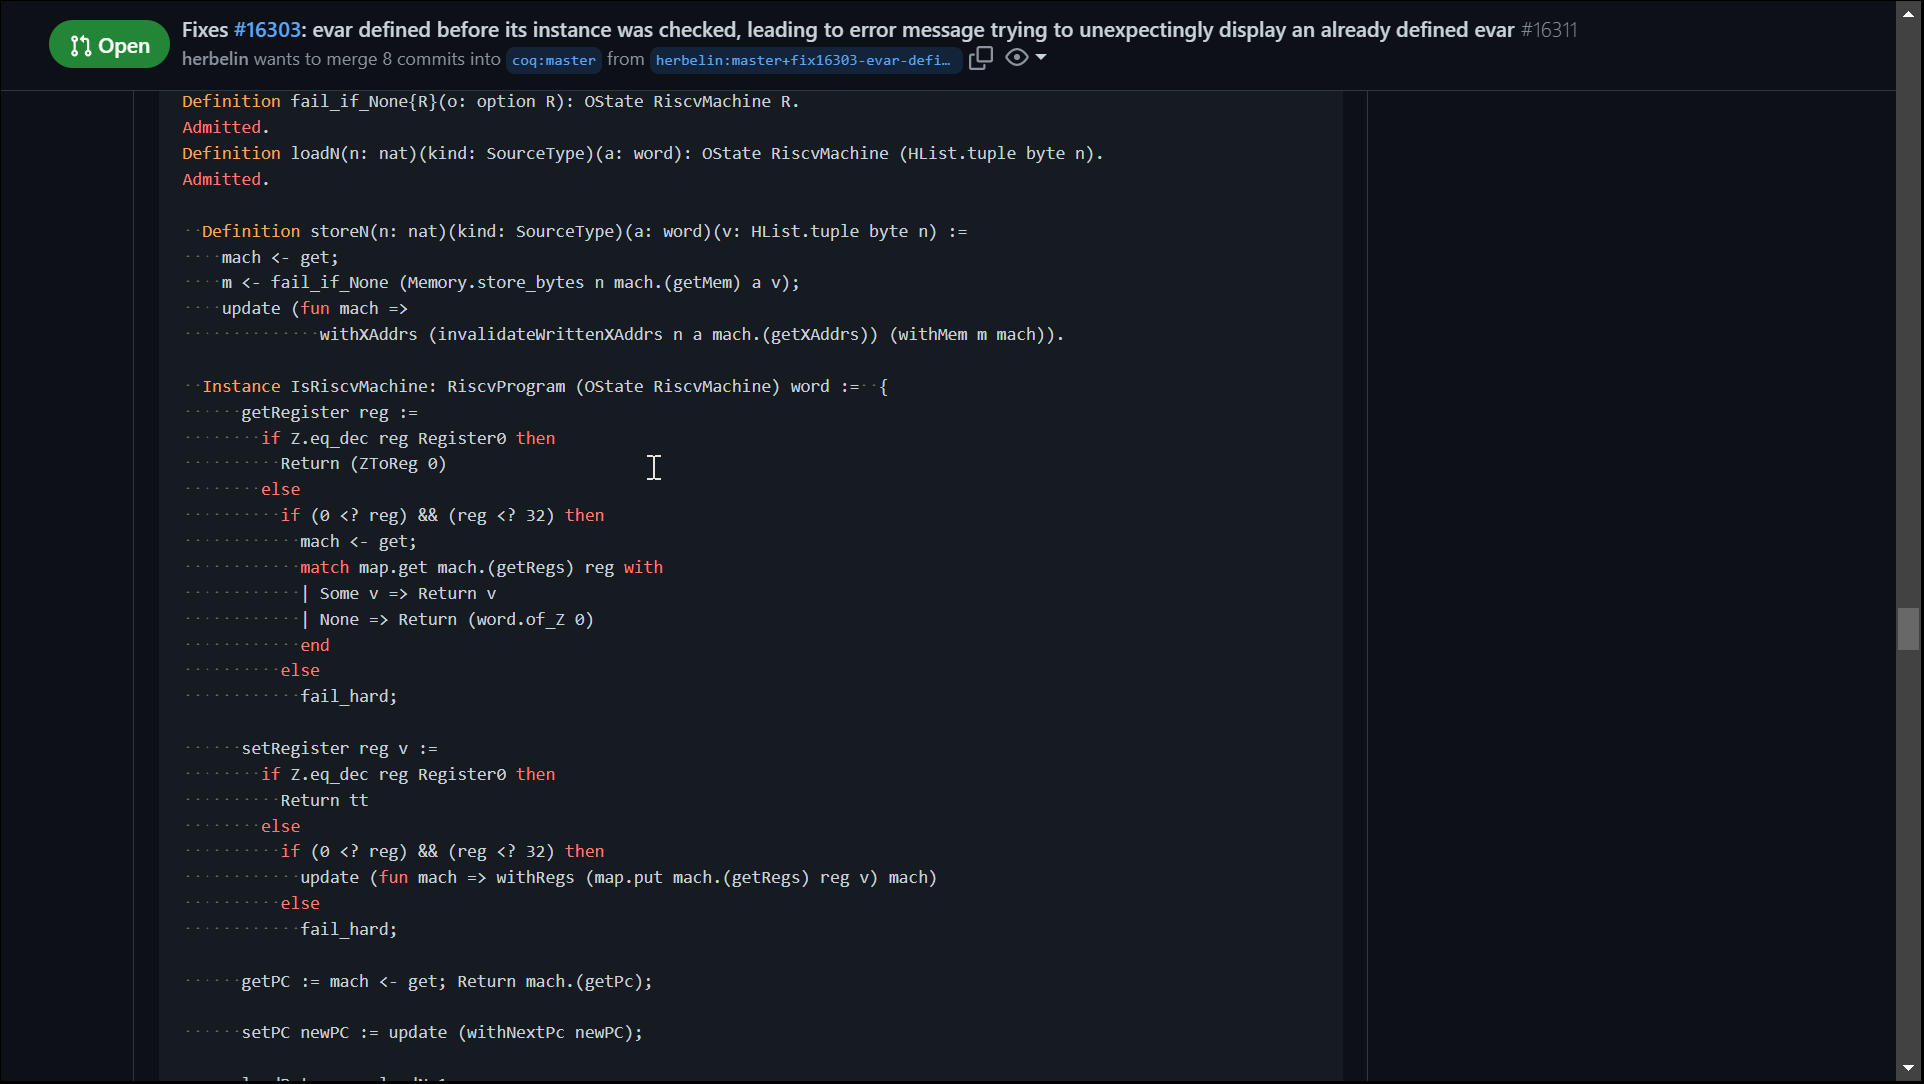 Open
Fixes #16303: evar defined before its instance was checked, leading to error message trying to unexpectingly display an already defined evar #16311
herbelin wants to merge 8 commits into coq:master from herbelin:master+fix16303-evar-defi…
Definition fail_if_None{R}(o: option R): OState RiscvMachine R.
Admitted.
Definition loadN(n: nat)(kind: SourceType)(a: word): OState RiscvMachine (HList.tuple byte n).
Admitted.
Definition storeN(n: nat)(kind: SourceType)(a: word)(v: HList.tuple byte n) :=
mach <- get;
m <- fail_if_None (Memory.store_bytes n mach.(getMem) a v);
update (fun mach =>
withXAddrs (invalidateWrittenXAddrs n a mach.(getXAddrs)) (withMem m mach)).
Instance IsRiscvMachine: RiscvProgram (OState RiscvMachine) word := {
getRegister reg :=
if Z.eq_dec reg Register0 then
Return (ZToReg 0)
else
if (0 <? reg) && (reg <? 32) then
mach <- get;
match map.get mach.(getRegs) reg with
| Some v => Return v
| None => Return (word.of_Z 0)
end
else
fail_hard;
setRegister reg v :=
if Z.eq_dec reg Register0 then
Return tt
else
if (0 <? reg) && (reg <? 32) then
update (fun mach => withRegs (map.put mach.(getRegs) reg v) mach)
else
fail_hard;
getPC := mach <- get; Return mach.(getPc);
setPC newPC := update (withNextPc newPC);